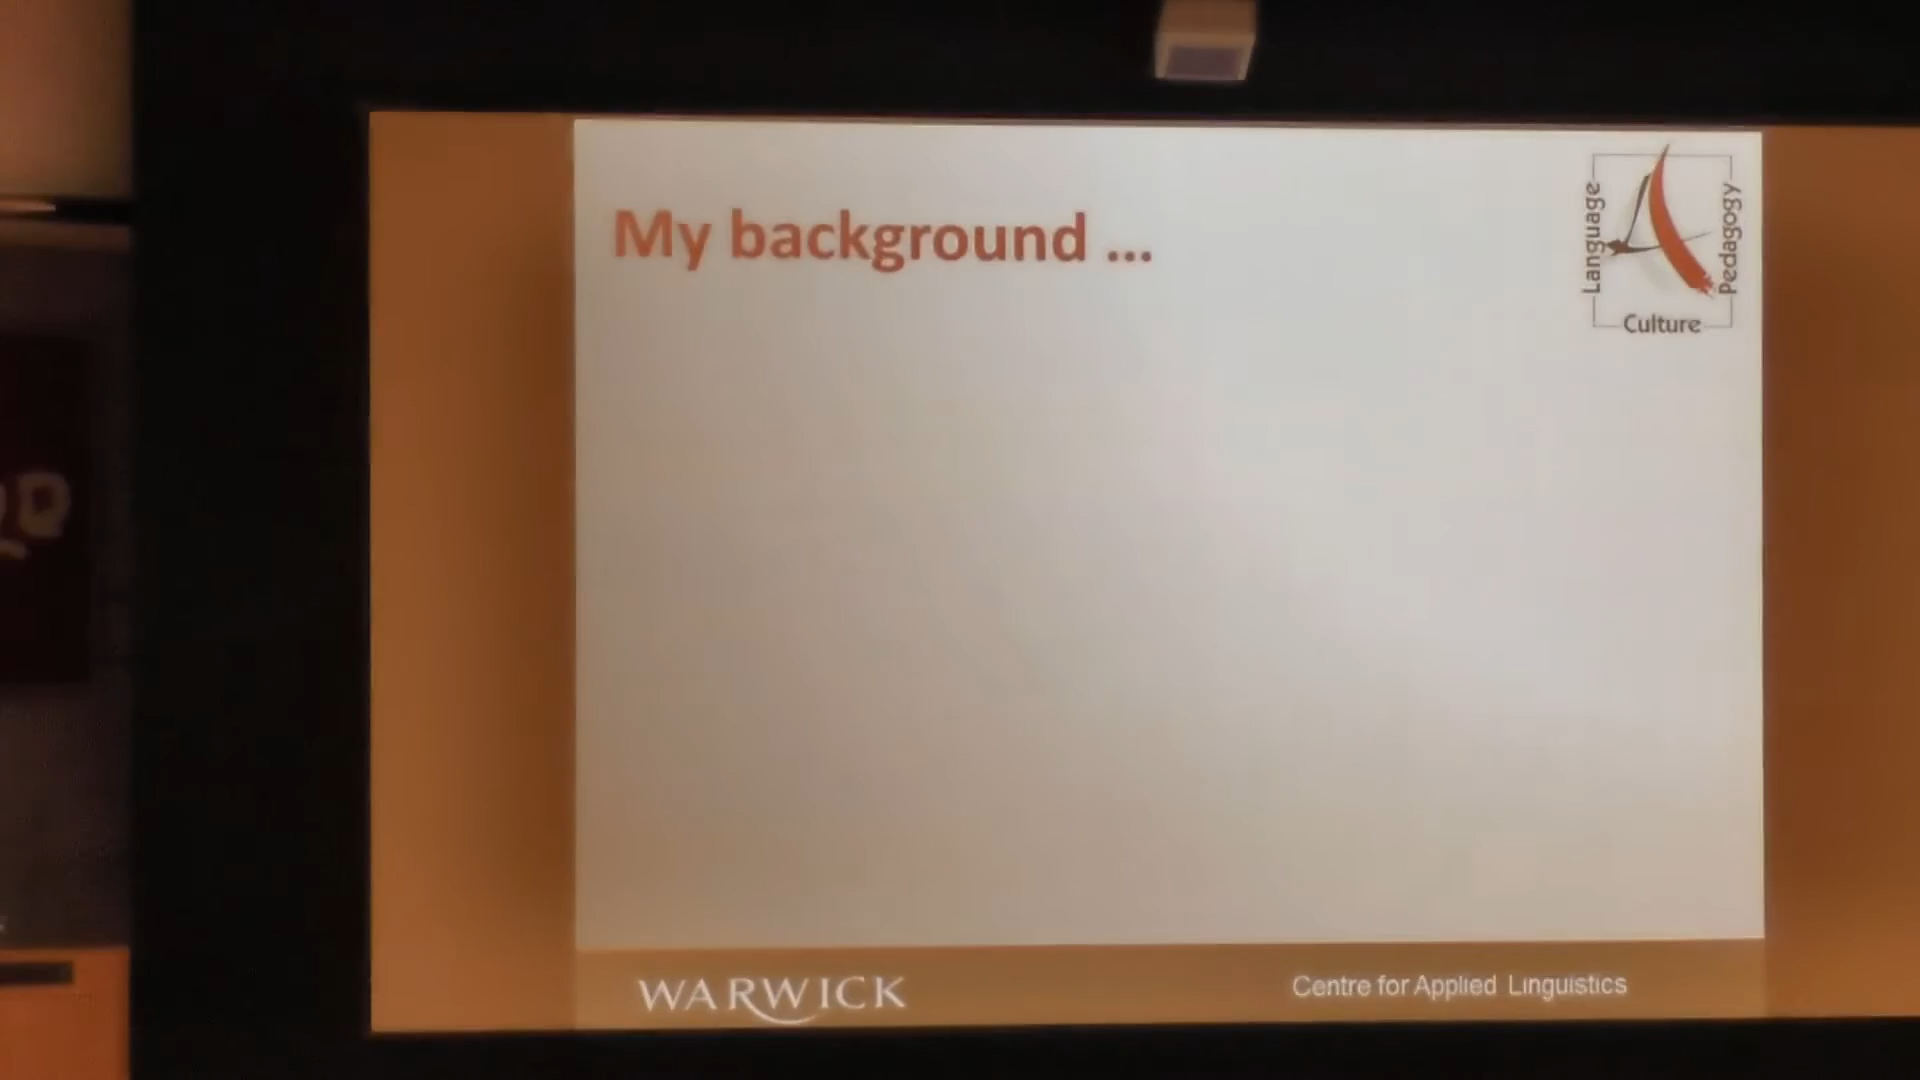 My background ...
Language
Pedagogy
Culture
WARWICK
Centre for Applied Linguistics